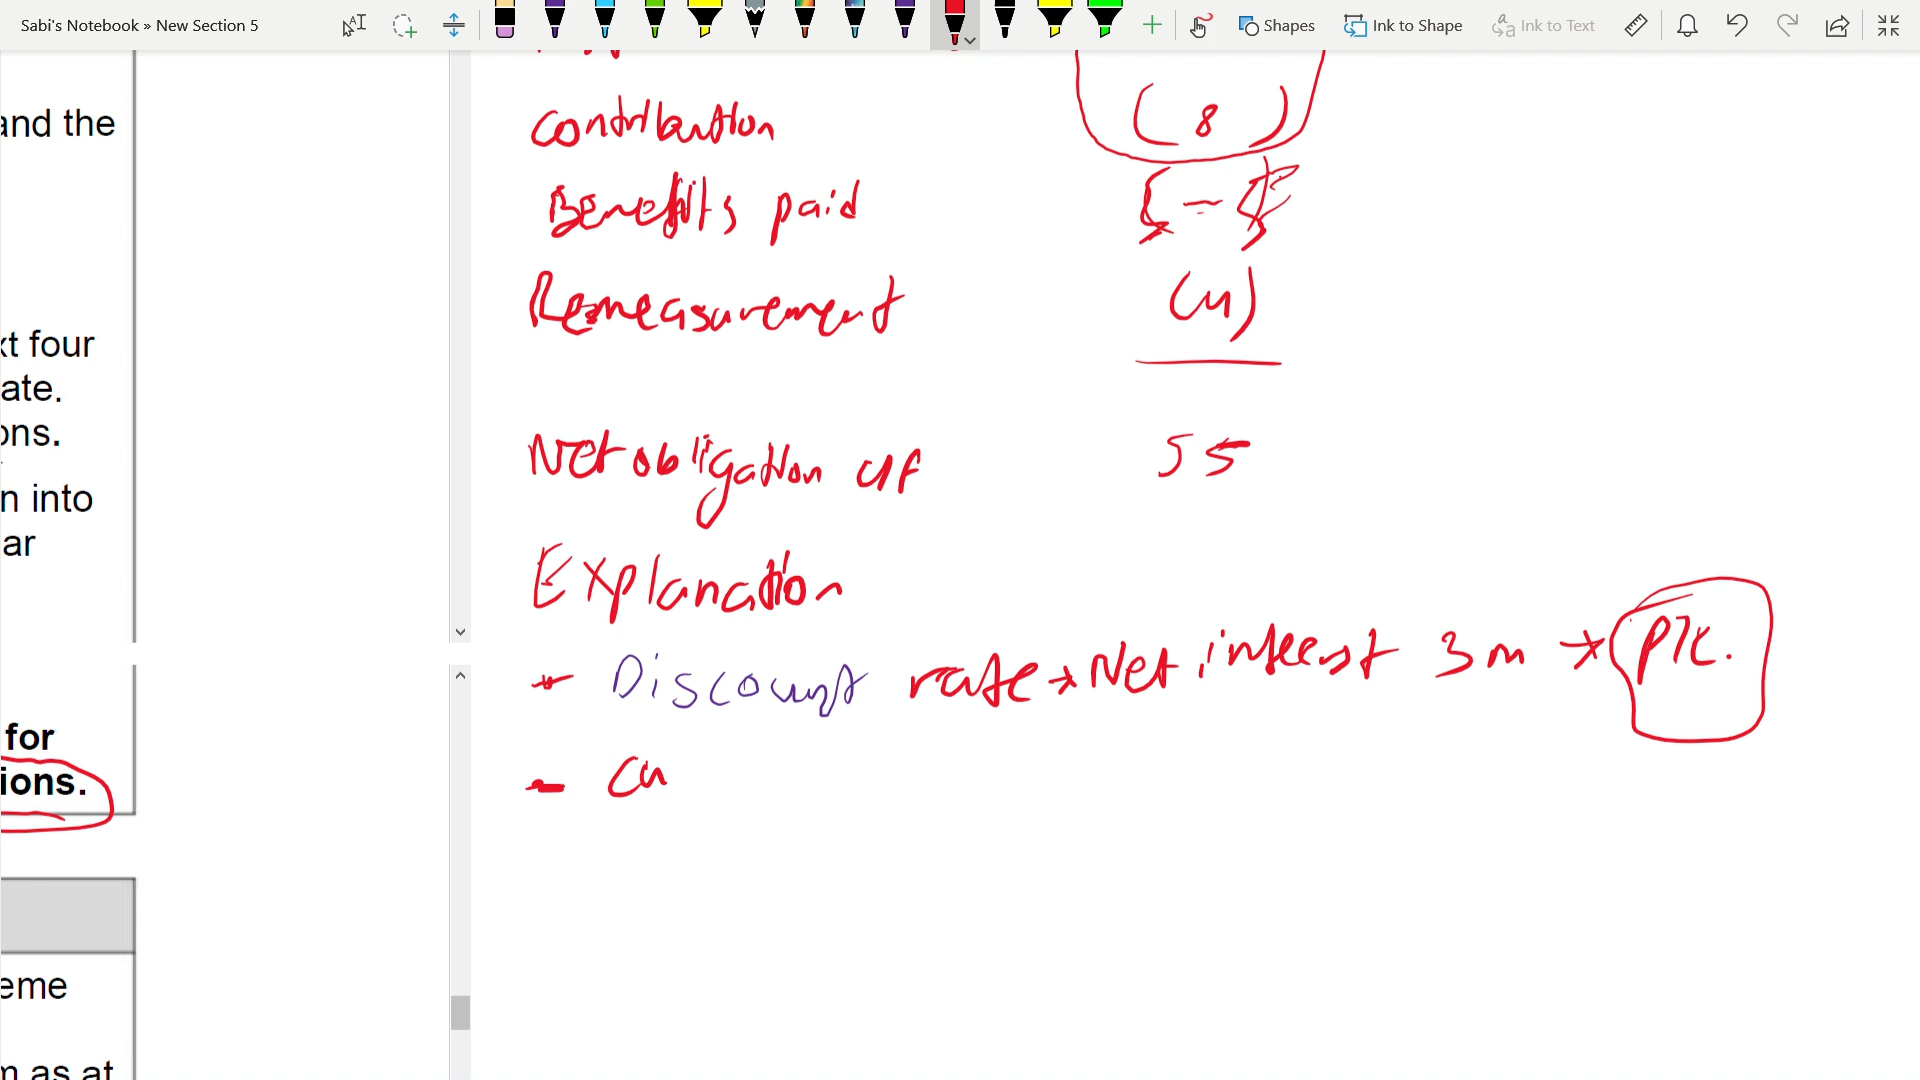 Sabi's Notebook » New Section 5
Shapes
Ink to Shape
Ink to Text
and the
xt four
ate.
ons.
n into
ar
for
ions.
eme
m as at
contribution ( 8 )
Benefits paid -
Remeasurement (4)
Net obligation c/f 55
Explanation
Discount rate → Net interest 3m → P/L.
- Cu